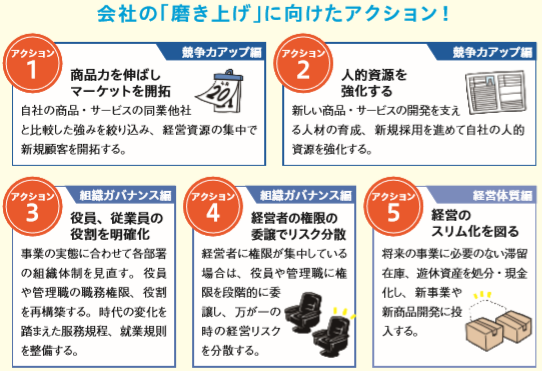 会社の「磨き上げ」に向けたアクション！
アクション
1
競争力アップ編
商品力を伸ばし
マーケットを開拓
自社の商品・サービスの同業他社
と比較した強みを絞り込み、経営資源の集中で
新規顧客を開拓する。
アクション
2
競争力アップ編
人的資源を
強化する
新しい商品・サービスの開発を支え
る人材の育成、新規採用を進めて自社の人的
資源を強化する。
アクション
3
組織ガバナンス編
役員、従業員の
役割を明確化
事業の実態に合わせて各部署
の組織体制を見直す。役員
や管理職の職務権限、役割
を再構築する。時代の変化を
踏まえた服務規程、就業規則
を整備する。
アクション
4
組織ガバナンス編
経営者の権限の
委譲でリスク分散
経営者に権限が集中している
場合は、役員や管理職に権
限を段階的に委
譲し、万が一の
時の経営リスク
を分散する。
アクション
5
経営体質編
経営の
スリム化を図る
将来の事業に必要のない滞留
在庫、遊休資産を処分・現金
化し、新事業や
新商品開発に投
入する。